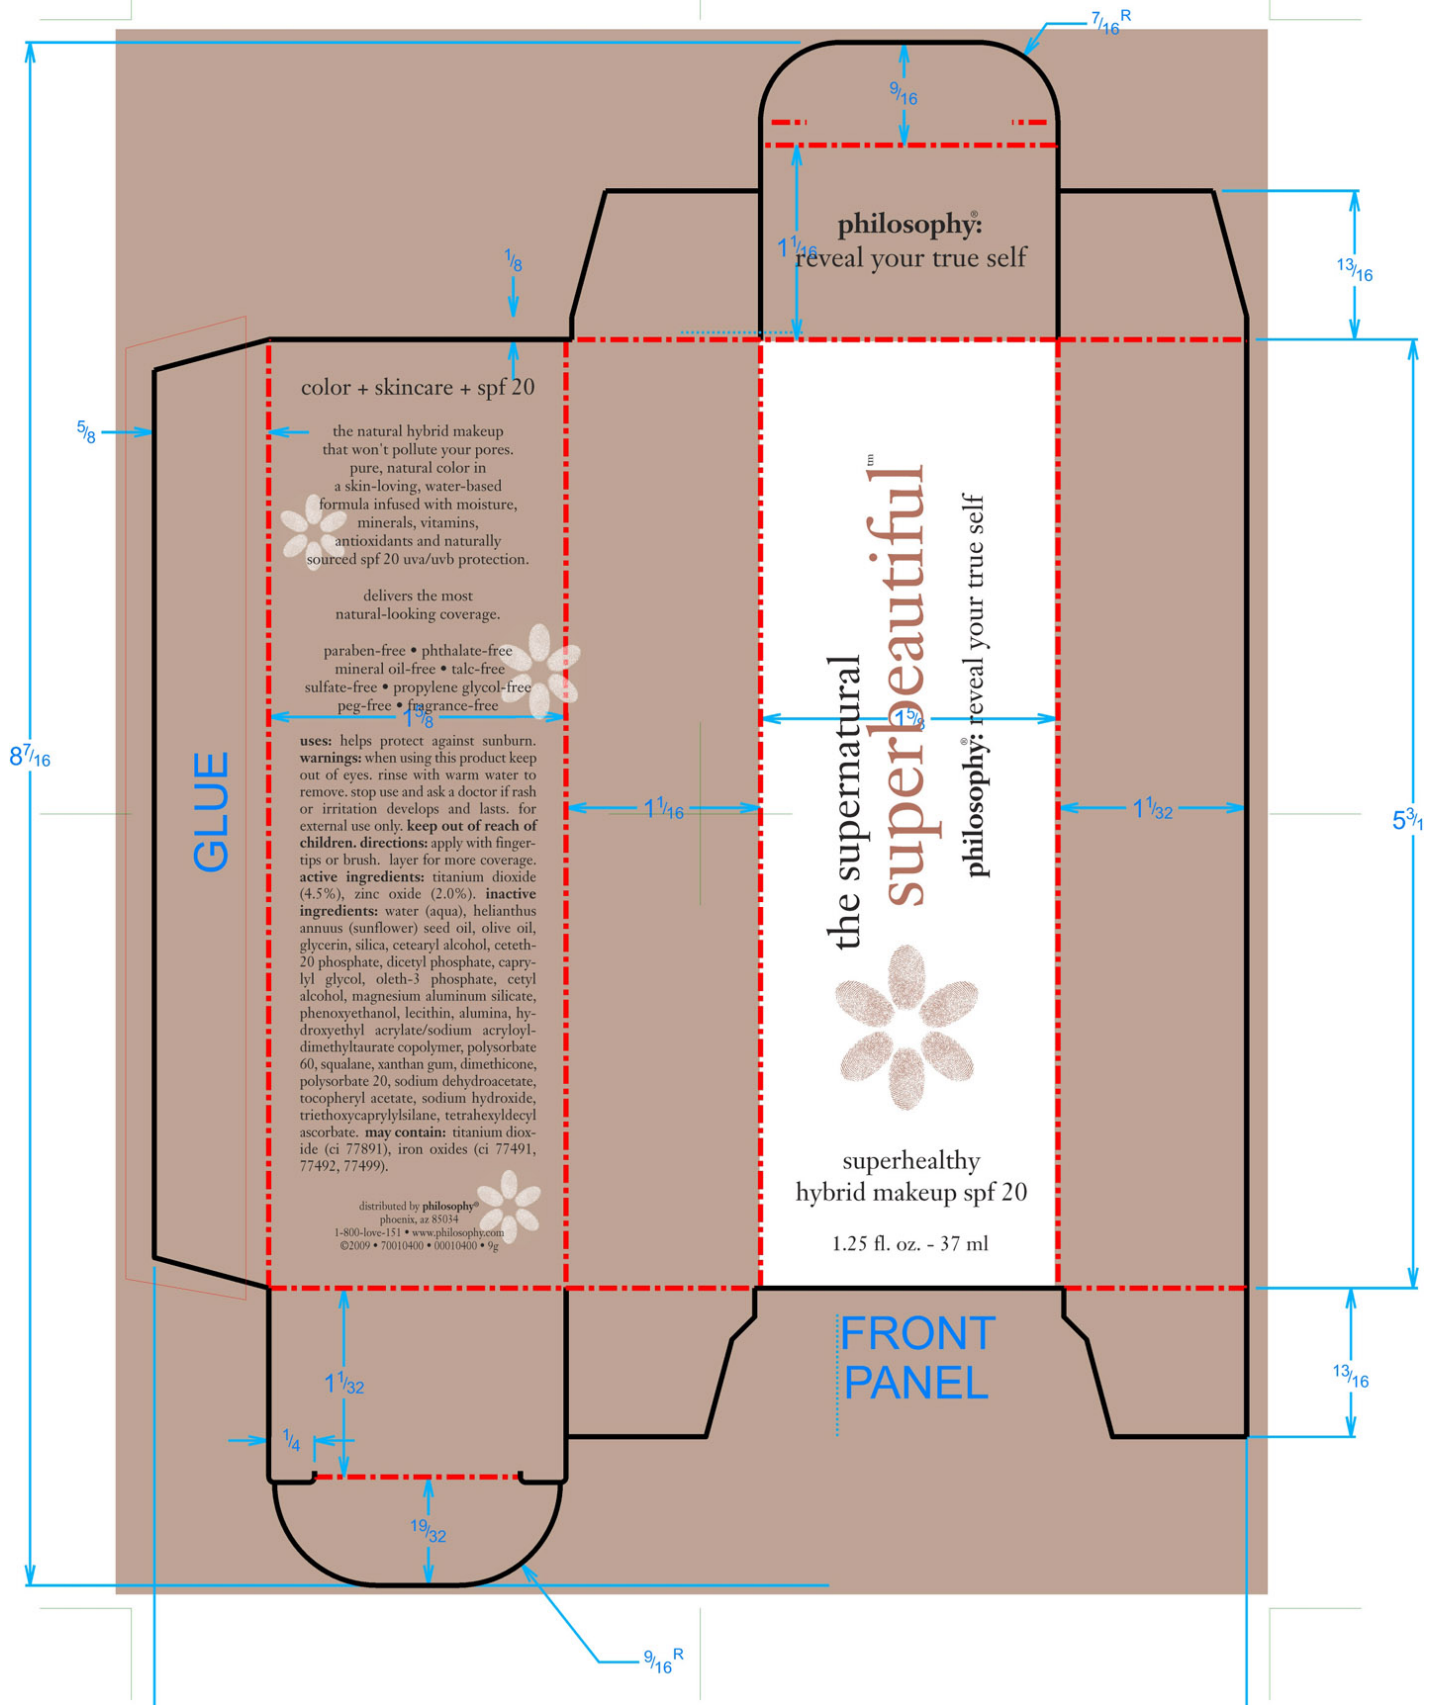 7/16 R
9/16
philosophy®:
1 1/16
reveal your true self
1/8
13/16
color + skincare + spf 20
5/8
the natural hybrid makeup
that won't pollute your pores.
pure, natural color in
a skin-loving, water-based
formula infused with moisture,
minerals, vitamins,
antioxidants and naturally
sourced spf 20 uva/uvb protection.
delivers the most
natural-looking coverage.
paraben-free • phthalate-free
mineral oil-free • talc-free
sulfate-free • propylene glycol-free
peg-free • fragrance-free
1 5/8
uses: helps protect against sunburn.
warnings: when using this product keep
out of eyes. rinse with warm water to
remove. stop use and ask a doctor if rash
or irritation develops and lasts. for
external use only. keep out of reach of
children. directions: apply with finger-
tips or brush. layer for more coverage.
active ingredients: titanium dioxide
(4.5%), zinc oxide (2.0%). inactive
ingredients: water (aqua), helianthus
annuus (sunflower) seed oil, olive oil,
glycerin, silica, cetearyl alcohol, ceteth-
20 phosphate, dicetyl phosphate, capry-
lyl glycol, oleth-3 phosphate, cetyl
alcohol, magnesium aluminum silicate,
phenoxyethanol, lecithin, alumina, hy-
droxyethyl acrylate/sodium acryloyl-
dimethyltaurate copolymer, polysorbate
60, squalane, xanthan gum, dimethicone,
polysorbate 20, sodium dehydroacetate,
tocopheryl acetate, sodium hydroxide,
triethoxycaprylylsilane, tetrahexyldecyl
ascorbate. may contain: titanium diox-
ide (ci 77891), iron oxides (ci 77491,
77492, 77499).
distributed by philosophy®
phoenix, az 85034
1-800-love-151 • www.philosophy.com
©2009 • 70010400 • 00010400 • 9g
8 7/16
GLUE
1 1/16
the supernatural
superbeautiful™
philosophy®: reveal your true self
1 5/8
1 1/32
5 3/1
superhealthy
hybrid makeup spf 20
1.25 fl. oz. - 37 ml
FRONT
PANEL
1 1/32
1/4
13/16
19/32
9/16 R